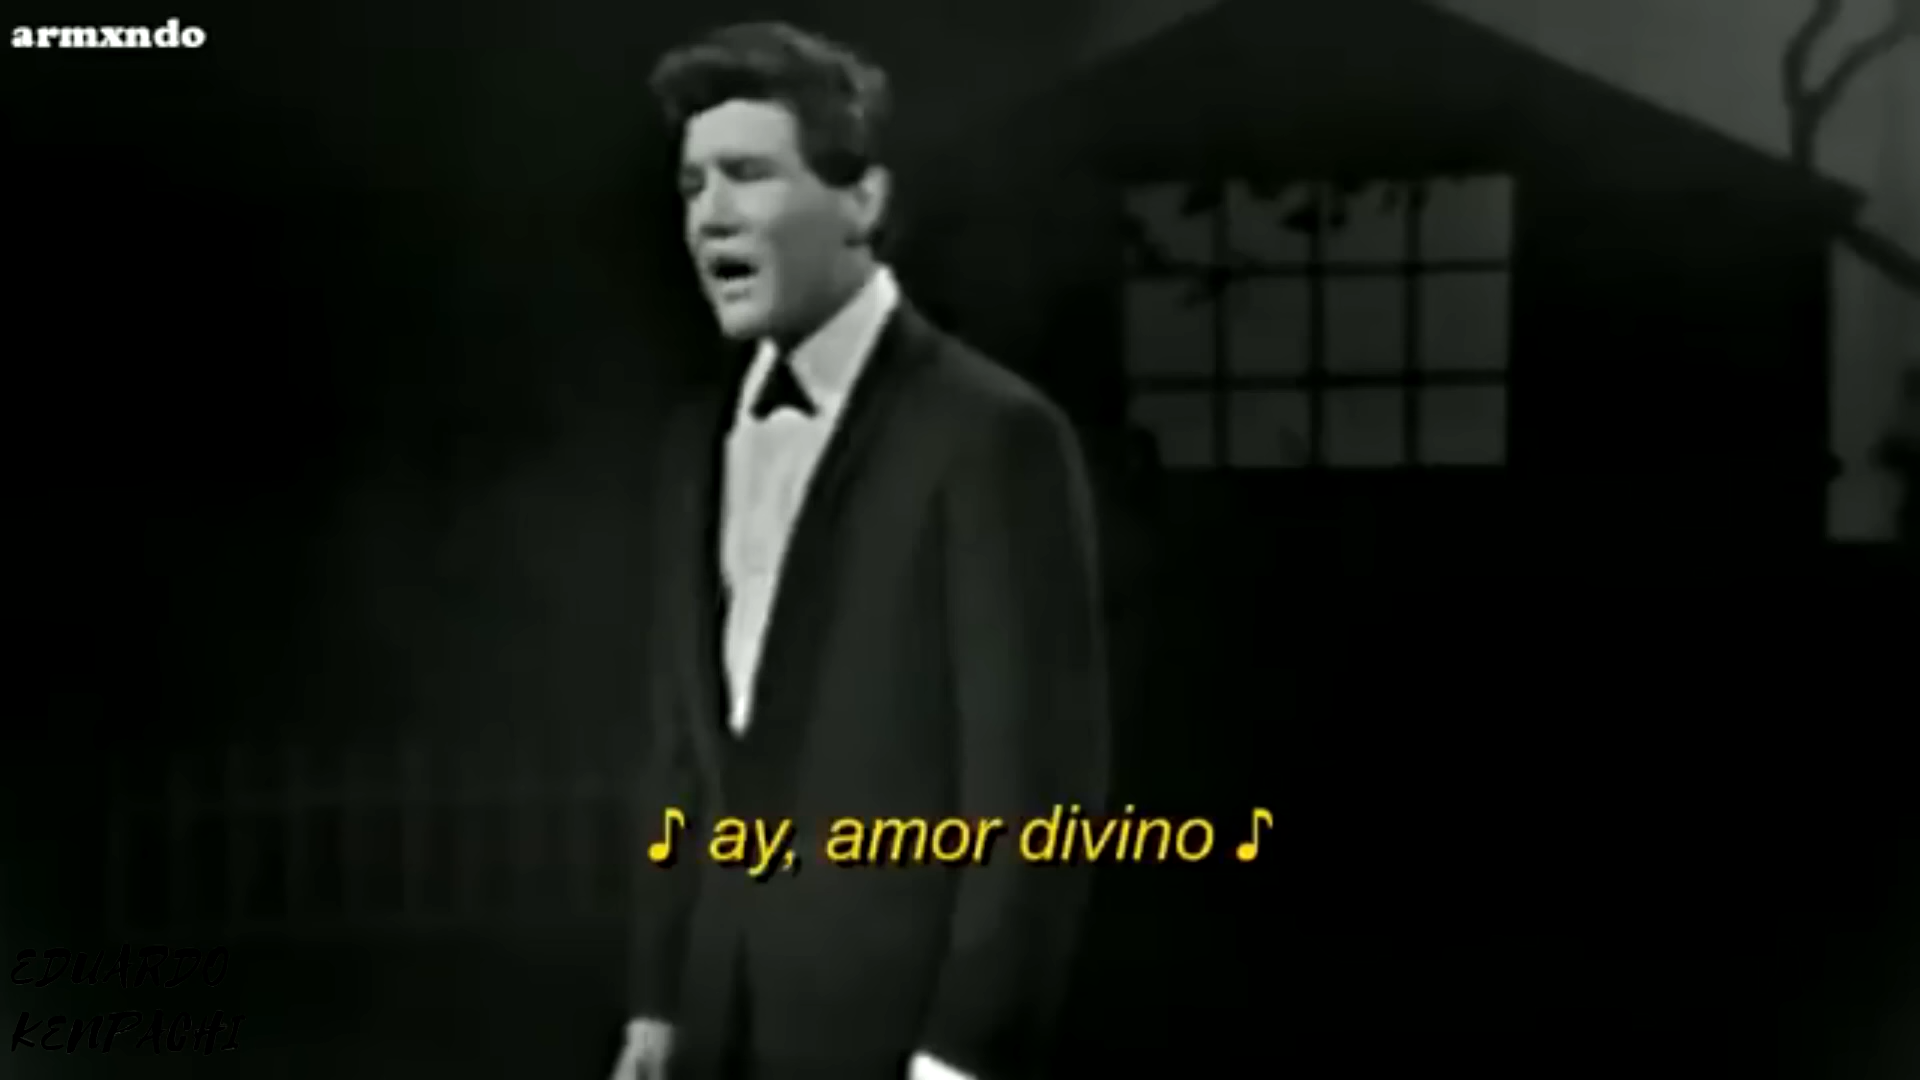 armxndo
♪ ay, amor divino ♪
EDUARDO
KENPACHI